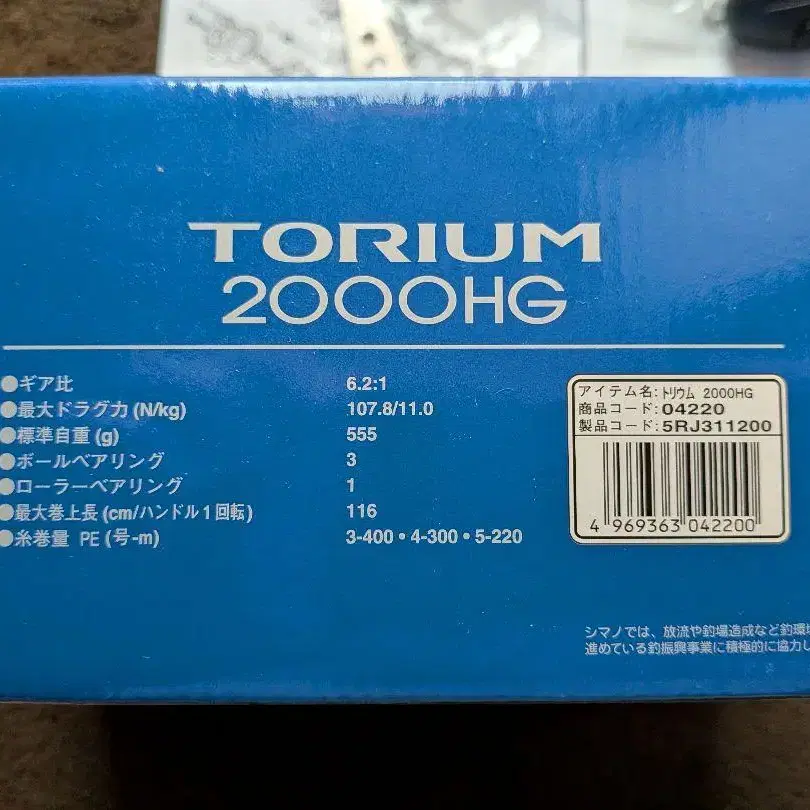 TORIUM
2000HG
●ギア比 6.2:1
●最大ドラグ力 (N/kg) 107.8/11.0
●標準自重 (g) 555
●ボールベアリング 3
●ローラーベアリング 1
●最大巻上長 (cm/ハンドル1回転) 116
●糸巻量 PE (号-m) 3-400・4-300・5-220
アイテム名: トリウム 2000HG
商品コード: 04220
製品コード: 5RJ311200
4 969363 042200
シマノでは、放流や釣場造成など釣環
進めている釣振興事業に積極的に協力し